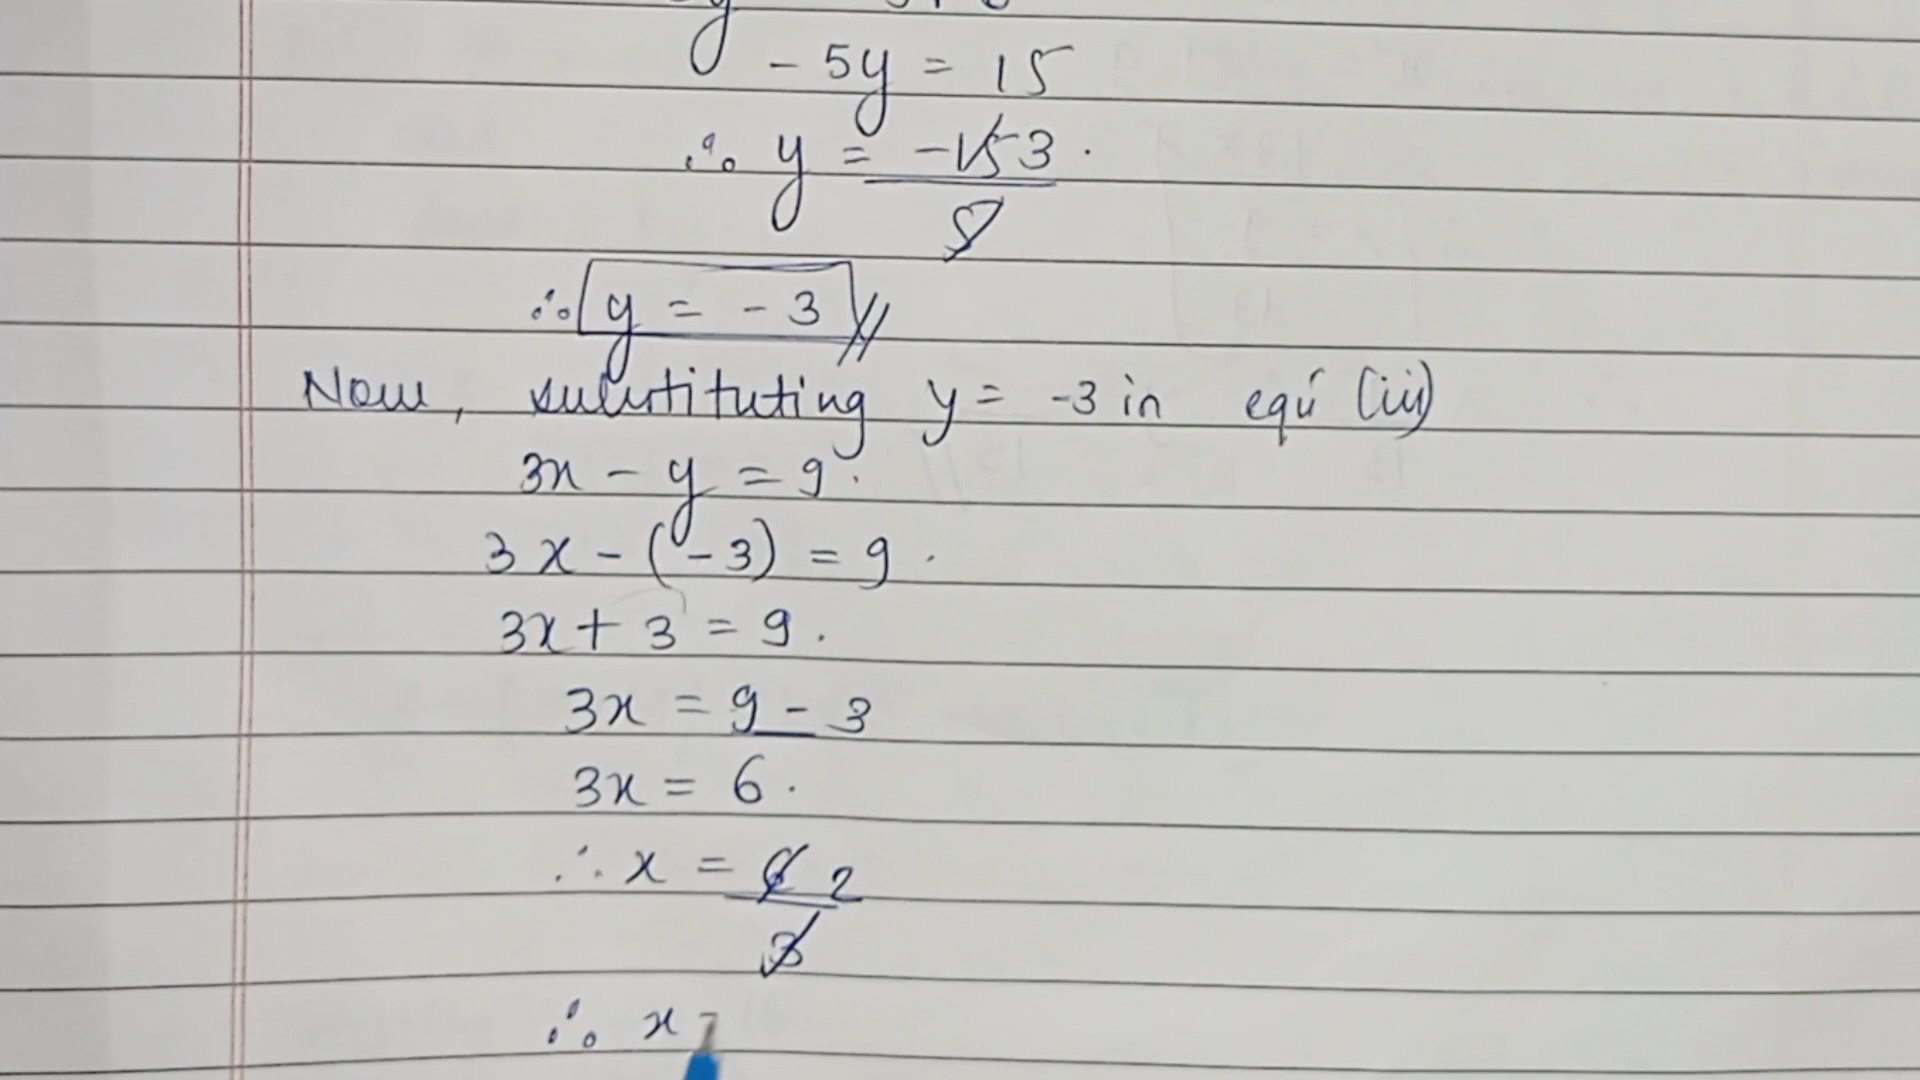 - 5y = 15
∴ y = -15 3 .
5
∴ y = - 3 //
Now, substituting y = -3 in equ (iii)
3x - y = 9.
3x - (-3) = 9.
3x + 3 = 9.
3x = 9 - 3
3x = 6.
∴ x = 6 2
3
∴ x =